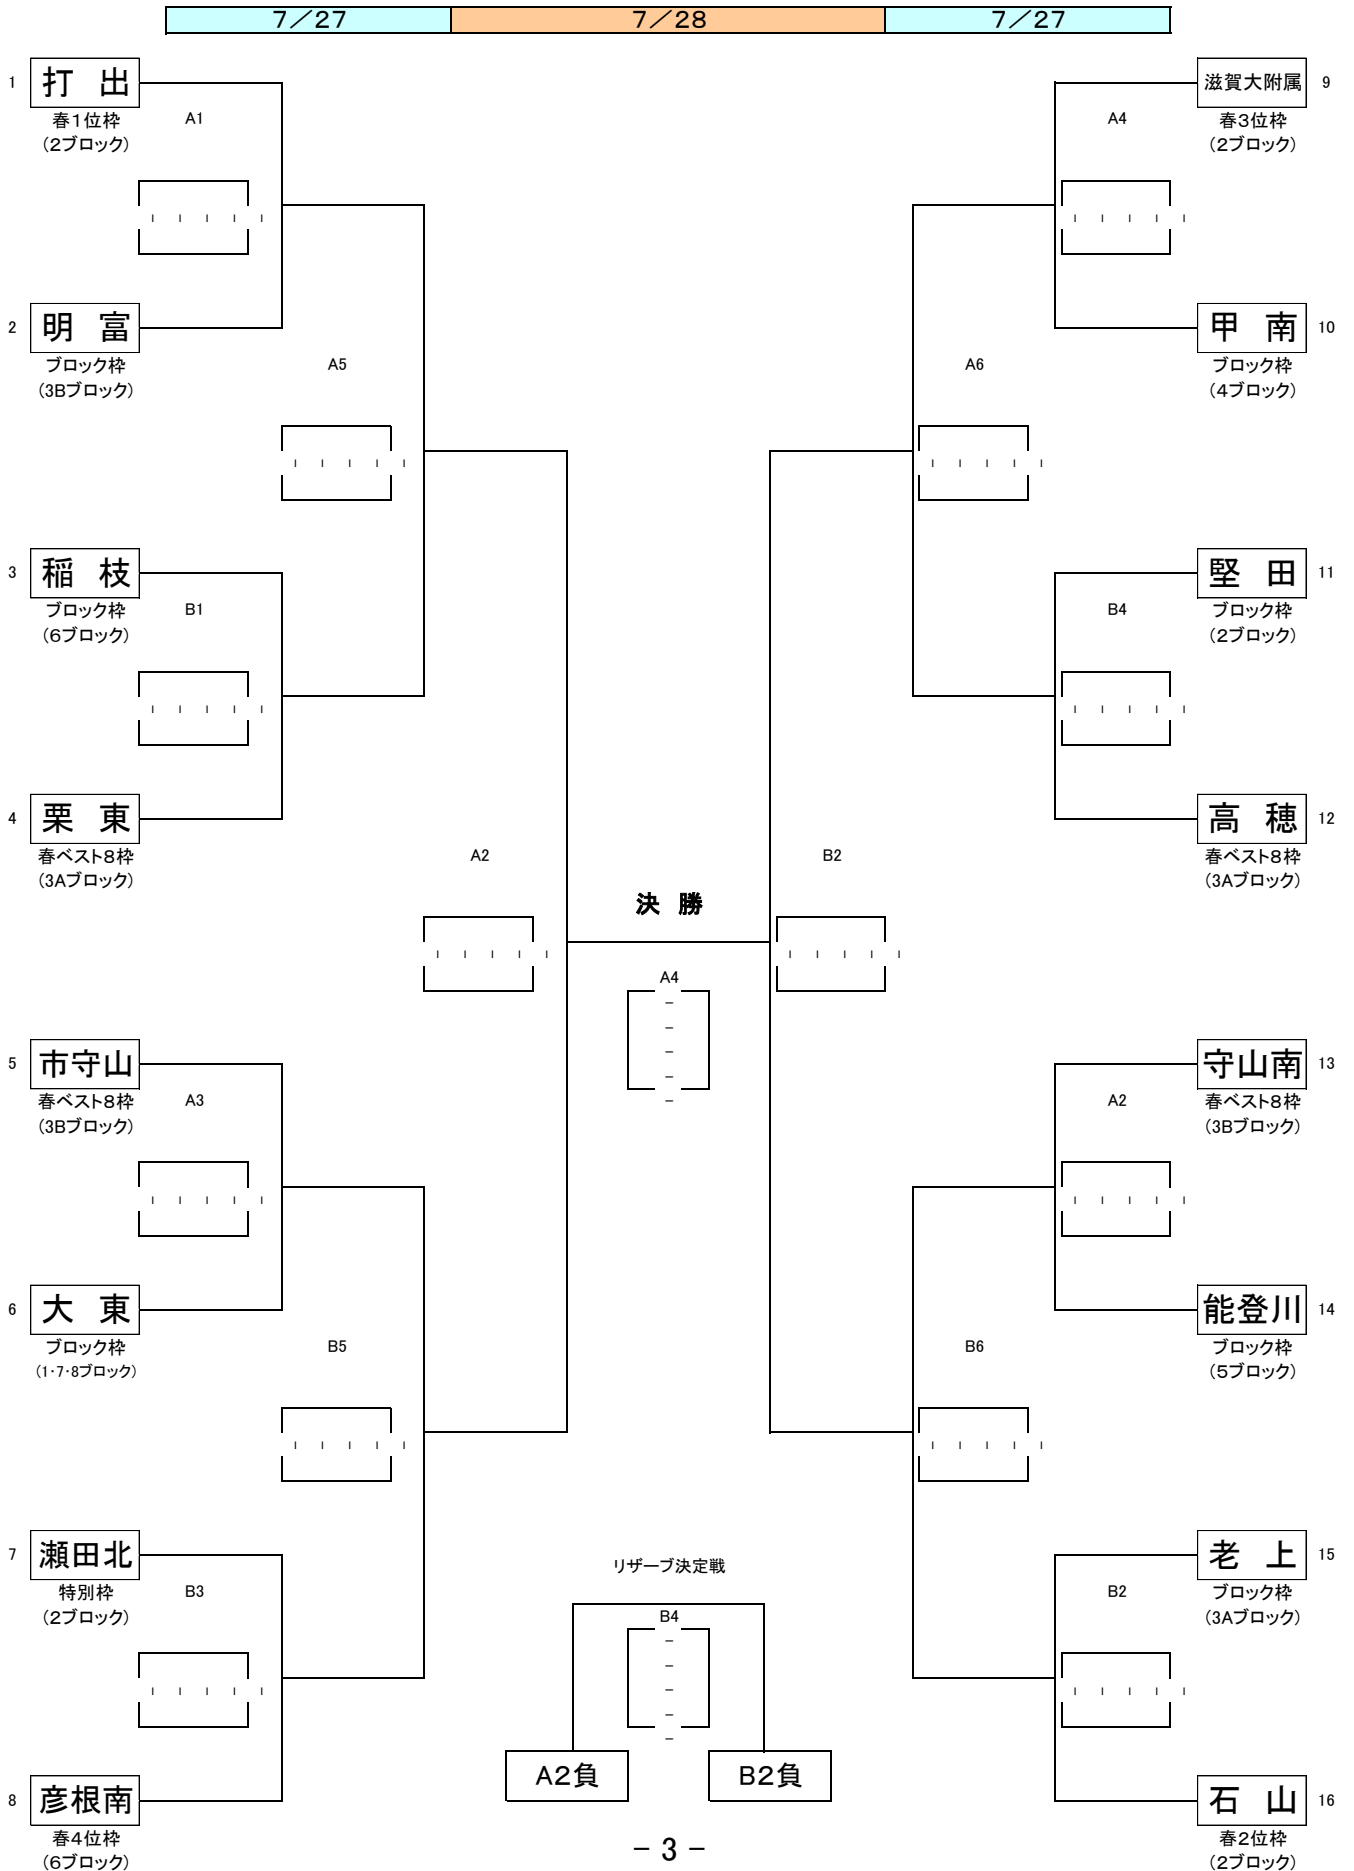 7／27 7／28 7／27
1 打 出
春1位枠
(2ブロック)
A1
2 明 富
ブロック枠
(3Bブロック)
A5
3 稲 枝
ブロック枠
(6ブロック)
B1
4 栗 東
春ベスト8枠
(3Aブロック)
A2
5 市守山
春ベスト8枠
(3Bブロック)
A3
6 大 東
ブロック枠
(1・7・8ブロック)
B5
7 瀬田北
特別枠
(2ブロック)
B3
8 彦根南
春4位枠
(6ブロック)
決 勝
A4
リザーブ決定戦
B4
A2負 B2負
滋賀大附属 9
春3位枠
(2ブロック)
A4
甲 南 10
ブロック枠
(4ブロック)
A6
堅 田 11
ブロック枠
(2ブロック)
B4
高 穂 12
春ベスト8枠
(3Aブロック)
B2
守山南 13
春ベスト8枠
(3Bブロック)
A2
能登川 14
ブロック枠
(5ブロック)
B6
老 上 15
ブロック枠
(3Aブロック)
B2
石 山 16
春2位枠
(2ブロック)
− 3 −